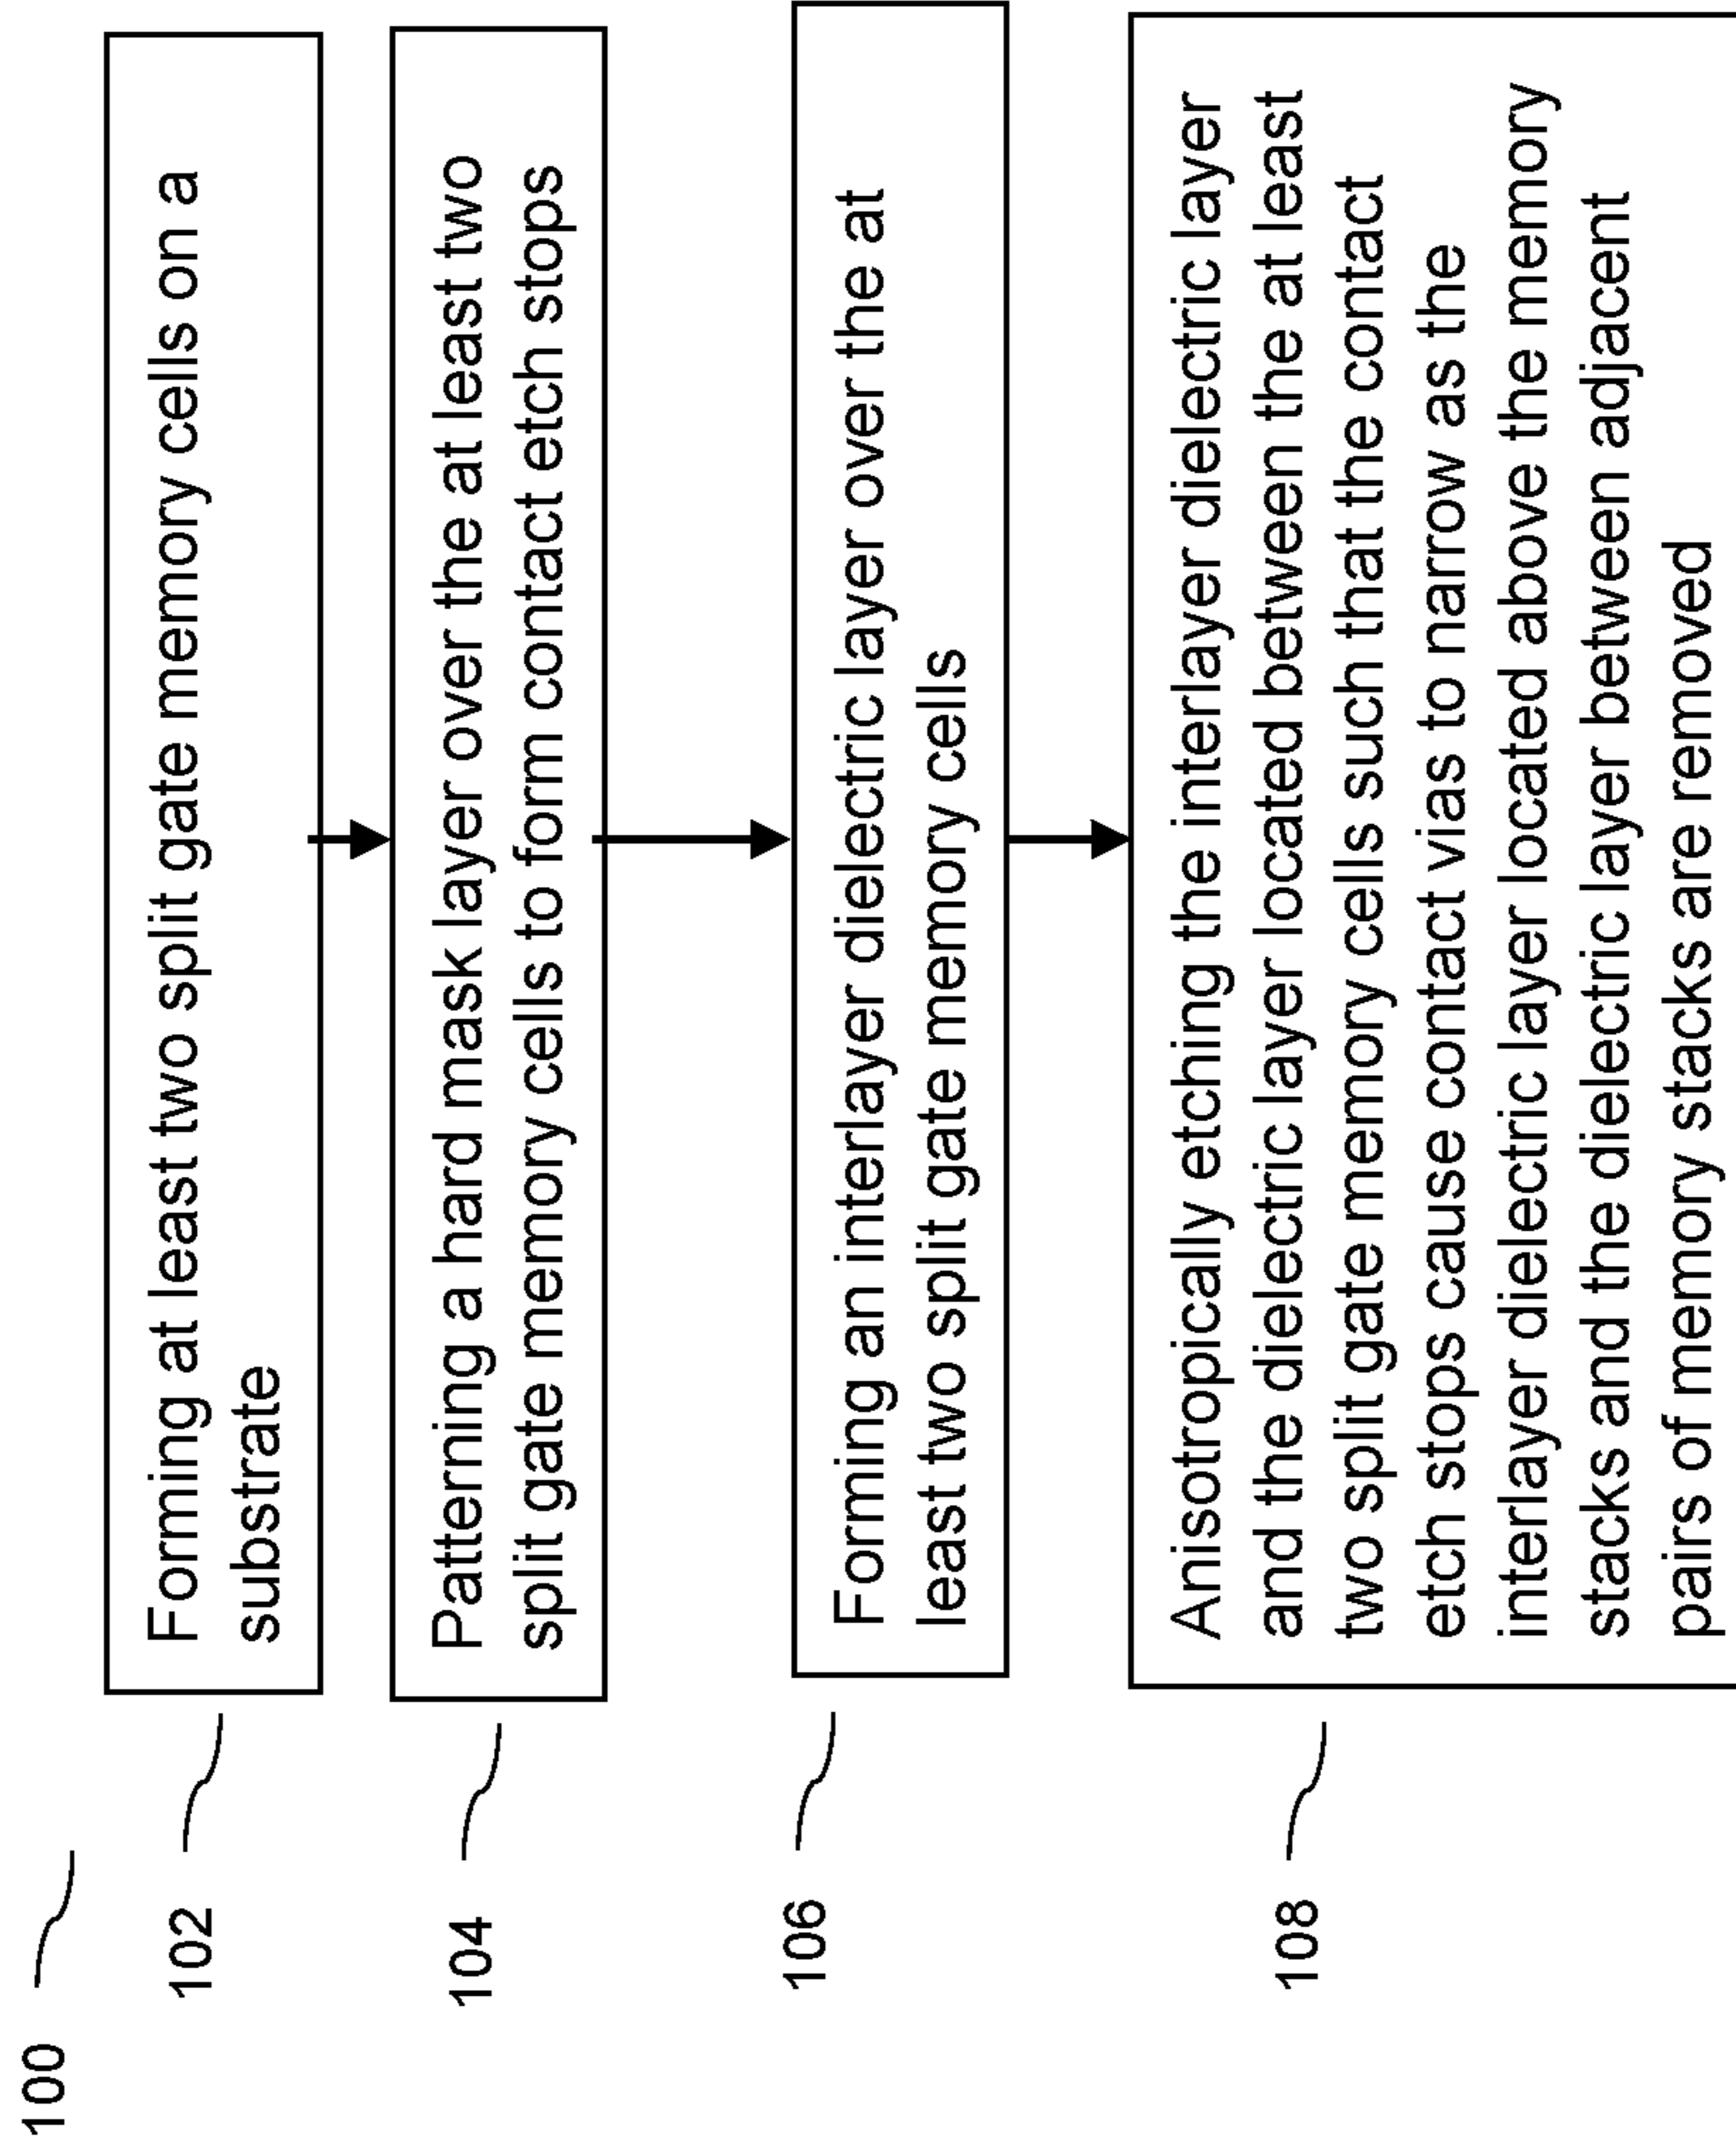 100
102
Forming at least two split gate memory cells on a
substrate
104
Patterning a hard mask layer over the at least two
split gate memory cells to form contact etch stops
106
Forming an interlayer dielectric layer over the at
least two split gate memory cells
108
Anisotropically etching the interlayer dielectric layer
and the dielectric layer located between the at least
two split gate memory cells such that the contact
etch stops cause contact vias to narrow as the
interlayer dielectric layer located above the memory
stacks and the dielectric layer between adjacent
pairs of memory stacks are removed